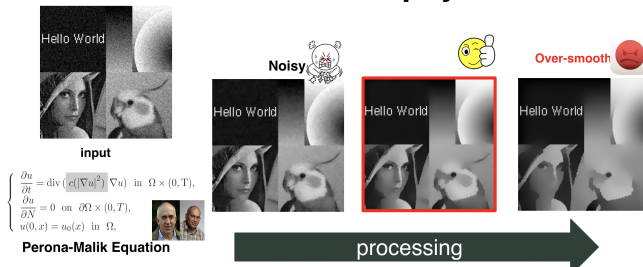 Hello World
input
∂u/∂t = div ( c(|∇u|²) ∇u) in Ω × (0, T),
∂u/∂N = 0 on ∂Ω × (0, T),
u(0, x) = u₀(x) in Ω,
Perona-Malik Equation
Noisy
Over-smooth
Hello World
Hello World
Hello World
processing